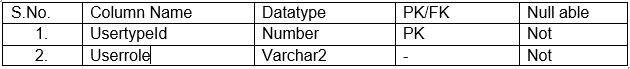 S.No. Column Name Datatype PK/FK Null able
1. UsertypeId Number PK Not
2. Userrole Varchar2 - Not